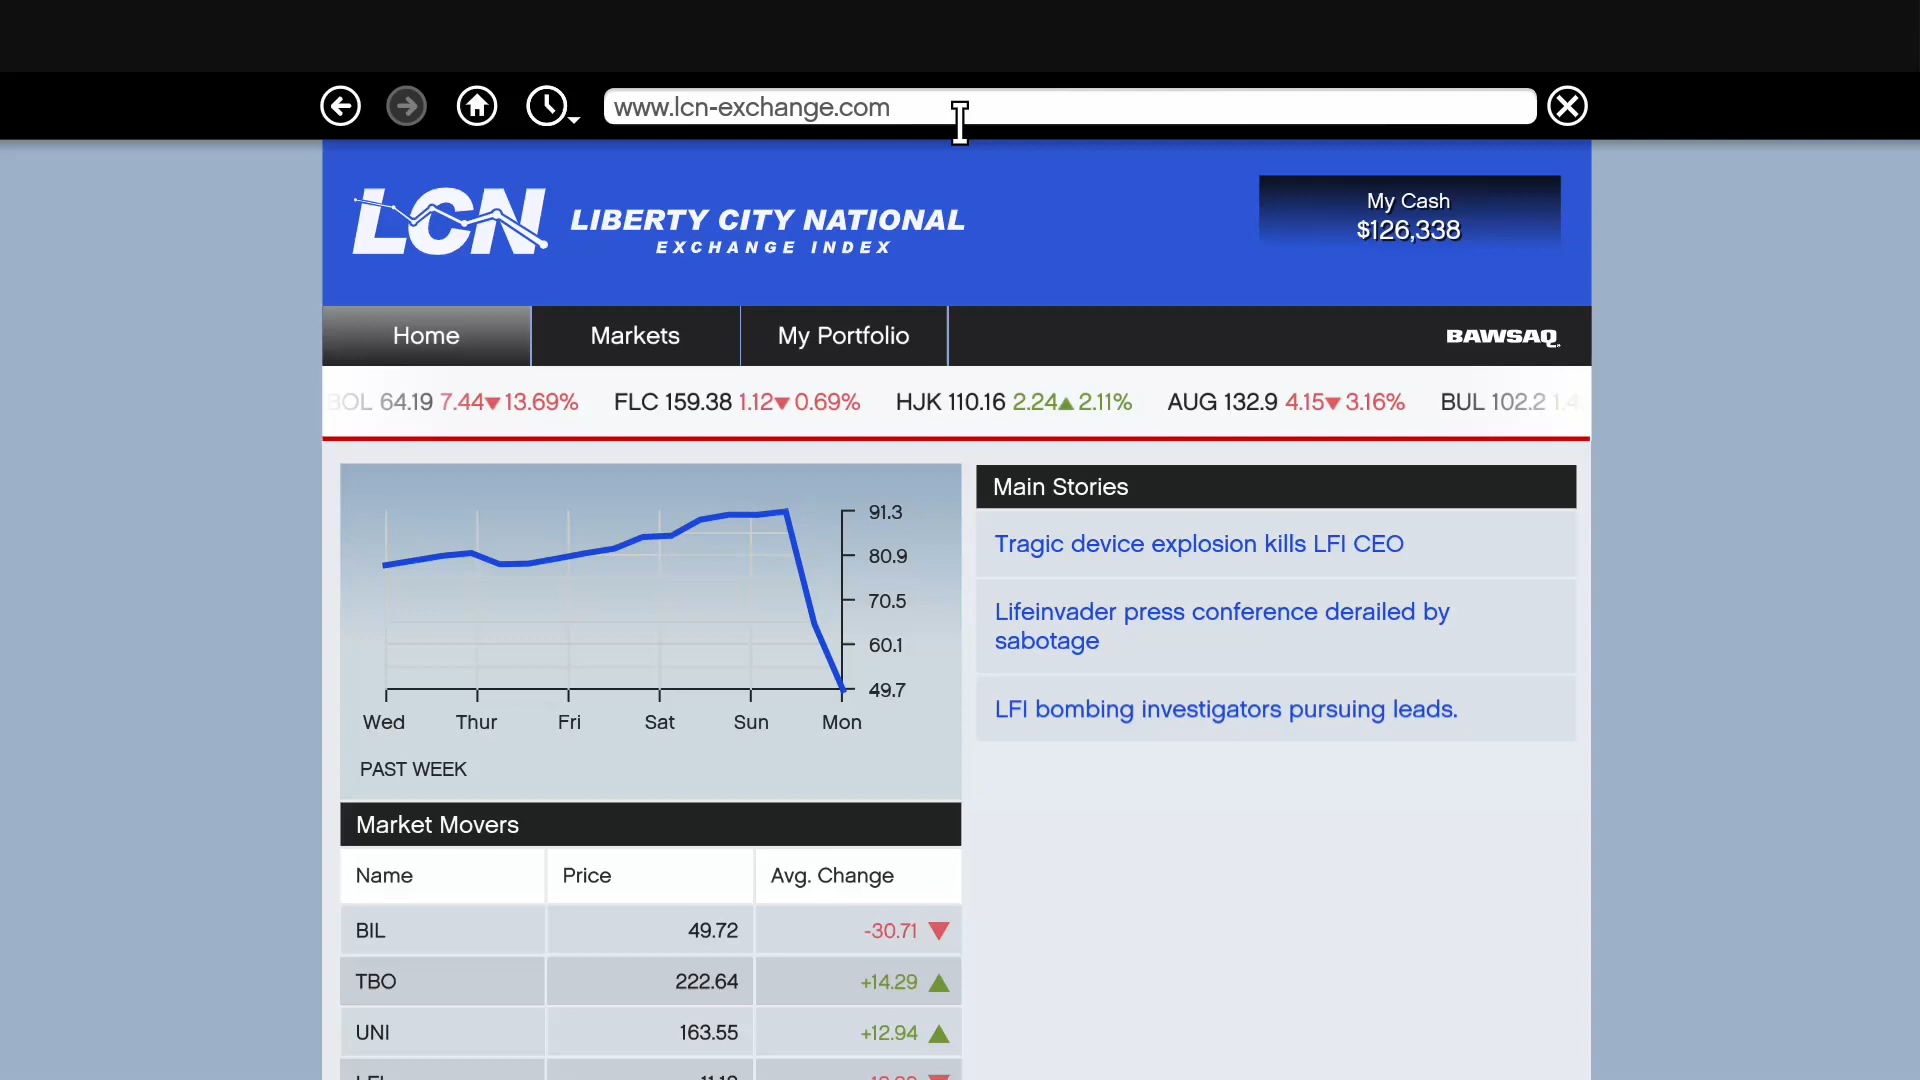 www.lcn-exchange.com
LCN
LIBERTY CITY NATIONAL
EXCHANGE INDEX
My Cash
$126,338
Home Markets My Portfolio BAWSAQ
BOL 64.19 7.44▼13.69% FLC 159.38 1.12▼0.69% HJK 110.16 2.24▲2.11% AUG 132.9 4.15▼3.16% BUL 102.2
91.3
80.9
70.5
60.1
49.7
Wed Thur Fri Sat Sun Mon
PAST WEEK
Main Stories
Tragic device explosion kills LFI CEO
Lifeinvader press conference derailed by
sabotage
LFI bombing investigators pursuing leads.
Market Movers
Name Price Avg. Change
BIL 49.72 -30.71 ▼
TBO 222.64 +14.29 ▲
UNI 163.55 +12.94 ▲